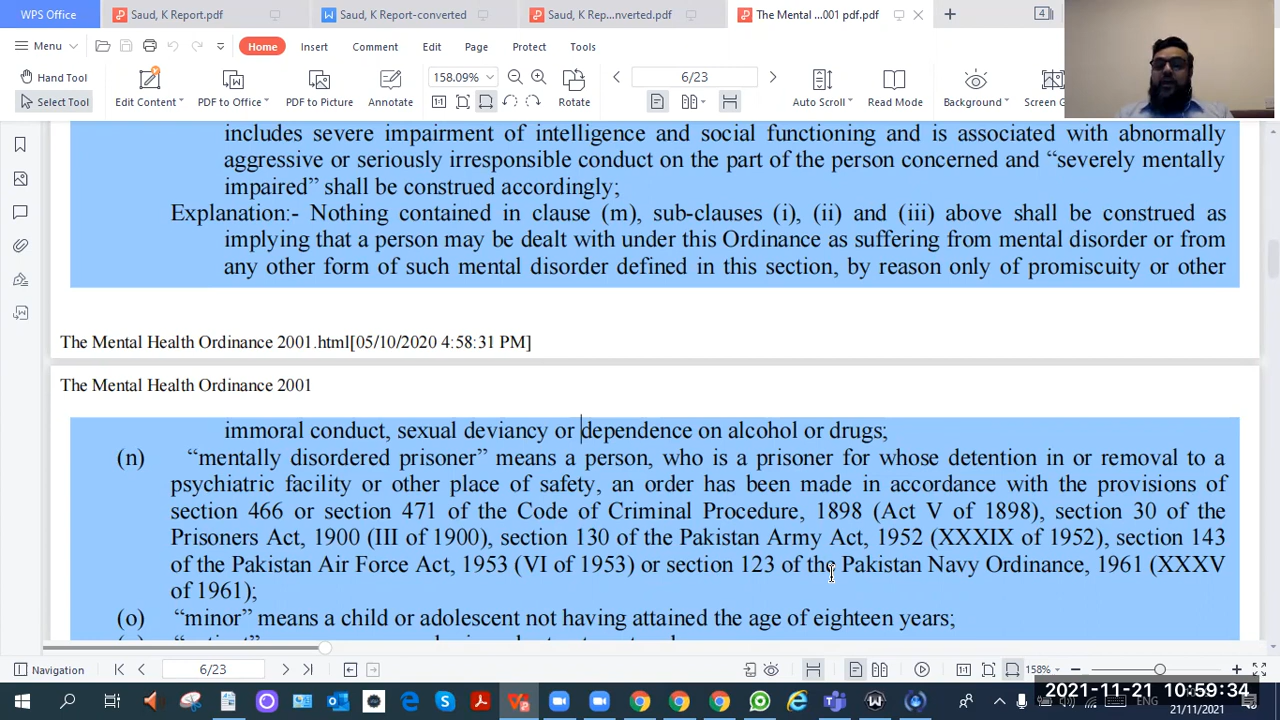 WPS Office
Saud, K Report.pdf
Saud, K Report-converted
Saud, K Rep...nverted.pdf
The Mental ...001 pdf.pdf
4
Menu
Home
Insert
Comment
Edit
Page
Protect
Tools
Hand Tool
Select Tool
Edit Content
PDF to Office
PDF to Picture
Annotate
158.09%
Rotate
6/23
Auto Scroll
Read Mode
Background
Screen G
includes severe impairment of intelligence and social functioning and is associated with abnormally
aggressive or seriously irresponsible conduct on the part of the person concerned and “severely mentally
impaired” shall be construed accordingly;
Explanation:- Nothing contained in clause (m), sub-clauses (i), (ii) and (iii) above shall be construed as
implying that a person may be dealt with under this Ordinance as suffering from mental disorder or from
any other form of such mental disorder defined in this section, by reason only of promiscuity or other
The Mental Health Ordinance 2001.html[05/10/2020 4:58:31 PM]
The Mental Health Ordinance 2001
immoral conduct, sexual deviancy or dependence on alcohol or drugs;
(n) “mentally disordered prisoner” means a person, who is a prisoner for whose detention in or removal to a
psychiatric facility or other place of safety, an order has been made in accordance with the provisions of
section 466 or section 471 of the Code of Criminal Procedure, 1898 (Act V of 1898), section 30 of the
Prisoners Act, 1900 (III of 1900), section 130 of the Pakistan Army Act, 1952 (XXXIX of 1952), section 143
of the Pakistan Air Force Act, 1953 (VI of 1953) or section 123 of the Pakistan Navy Ordinance, 1961 (XXXV
of 1961);
(o) “minor” means a child or adolescent not having attained the age of eighteen years;
Navigation
6/23
158%
2021-11-21 10:59:34
ENG
21/11/2021